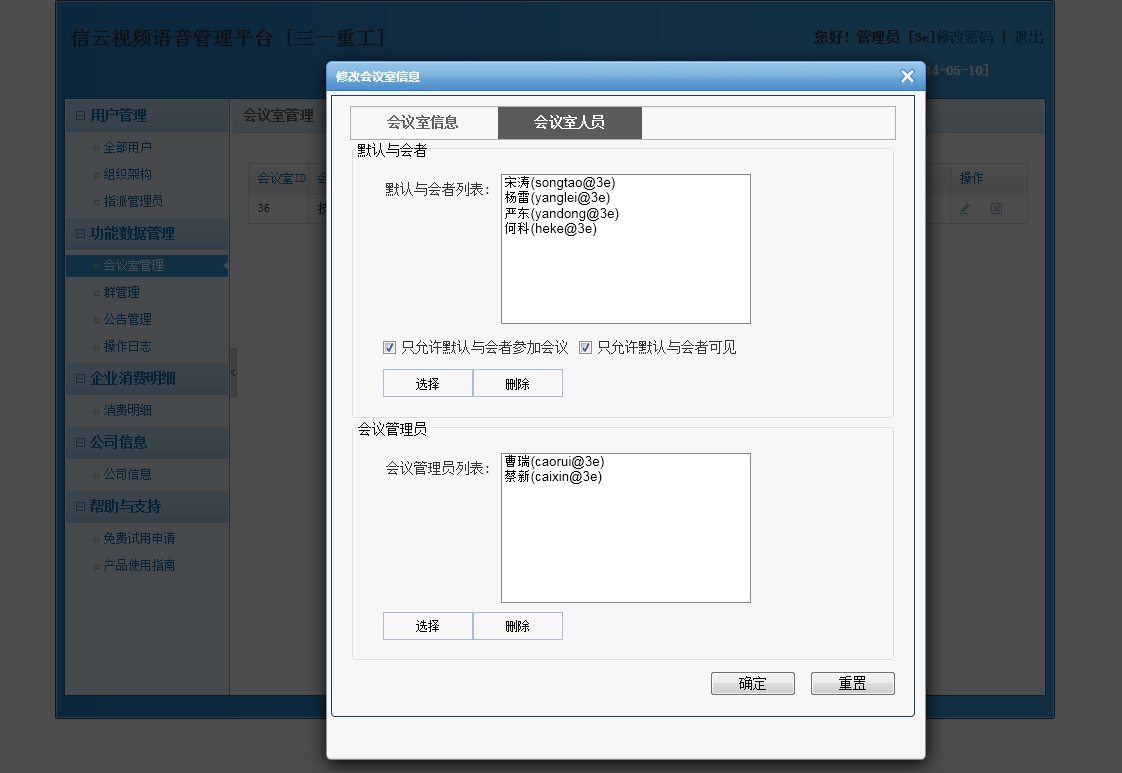 信云视频语音管理平台 [三一重工]
您好! 管理员 [3e]修改密码 | 退出
14-05-10]
修改会议室信息
用户管理
全部用户
组织架构
指派管理员
功能数据管理
会议室管理
群管理
公告管理
操作日志
企业消费明细
消费明细
公司信息
公司信息
帮助与支持
免费试用申请
产品使用指南
会议室管理
会议室ID
操作
36
会议室信息
会议室人员
默认与会者
默认与会者列表:
宋涛(songtao@3e)
杨雷(yanglei@3e)
严东(yandong@3e)
何科(heke@3e)
只允许默认与会者参加会议
只允许默认与会者可见
选择
删除
会议管理员
会议管理员列表:
曹瑞(caorui@3e)
蔡新(caixin@3e)
选择
删除
确定
重置